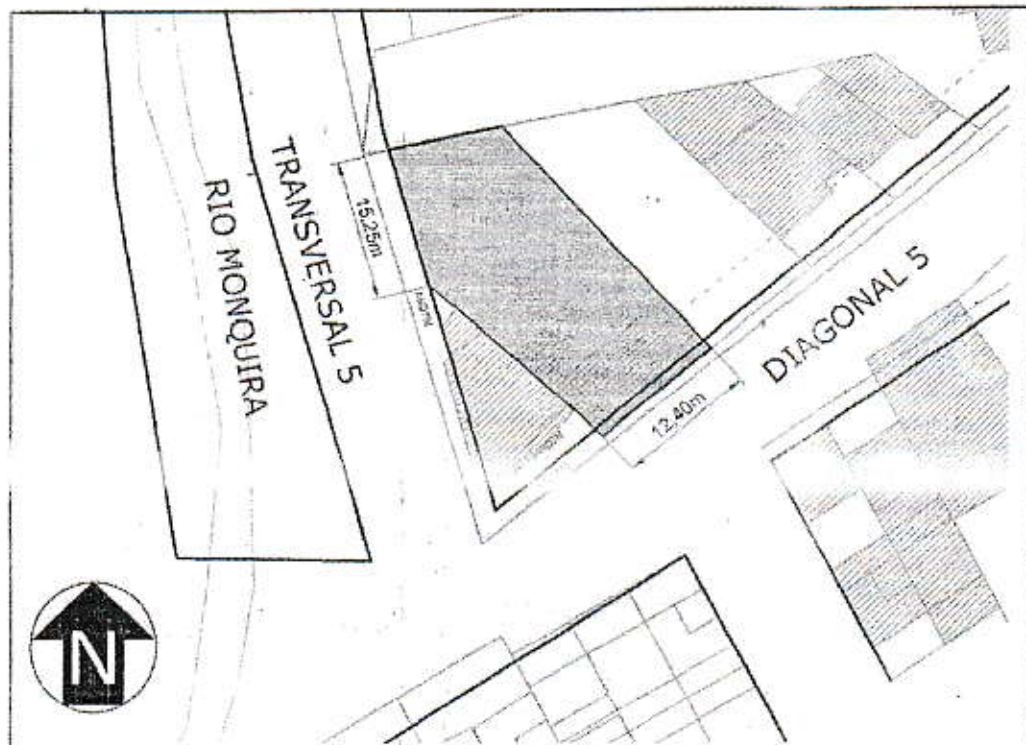 TRANSVERSAL 5
RIO MONQUIRA
15.25m
DIAGONAL 5
12.40m
N